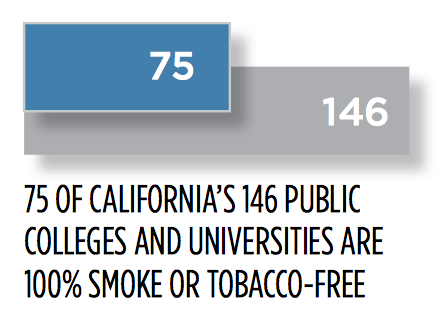 75
146
75 OF CALIFORNIA'S 146 PUBLIC
COLLEGES AND UNIVERSITIES ARE
100% SMOKE OR TOBACCO-FREE